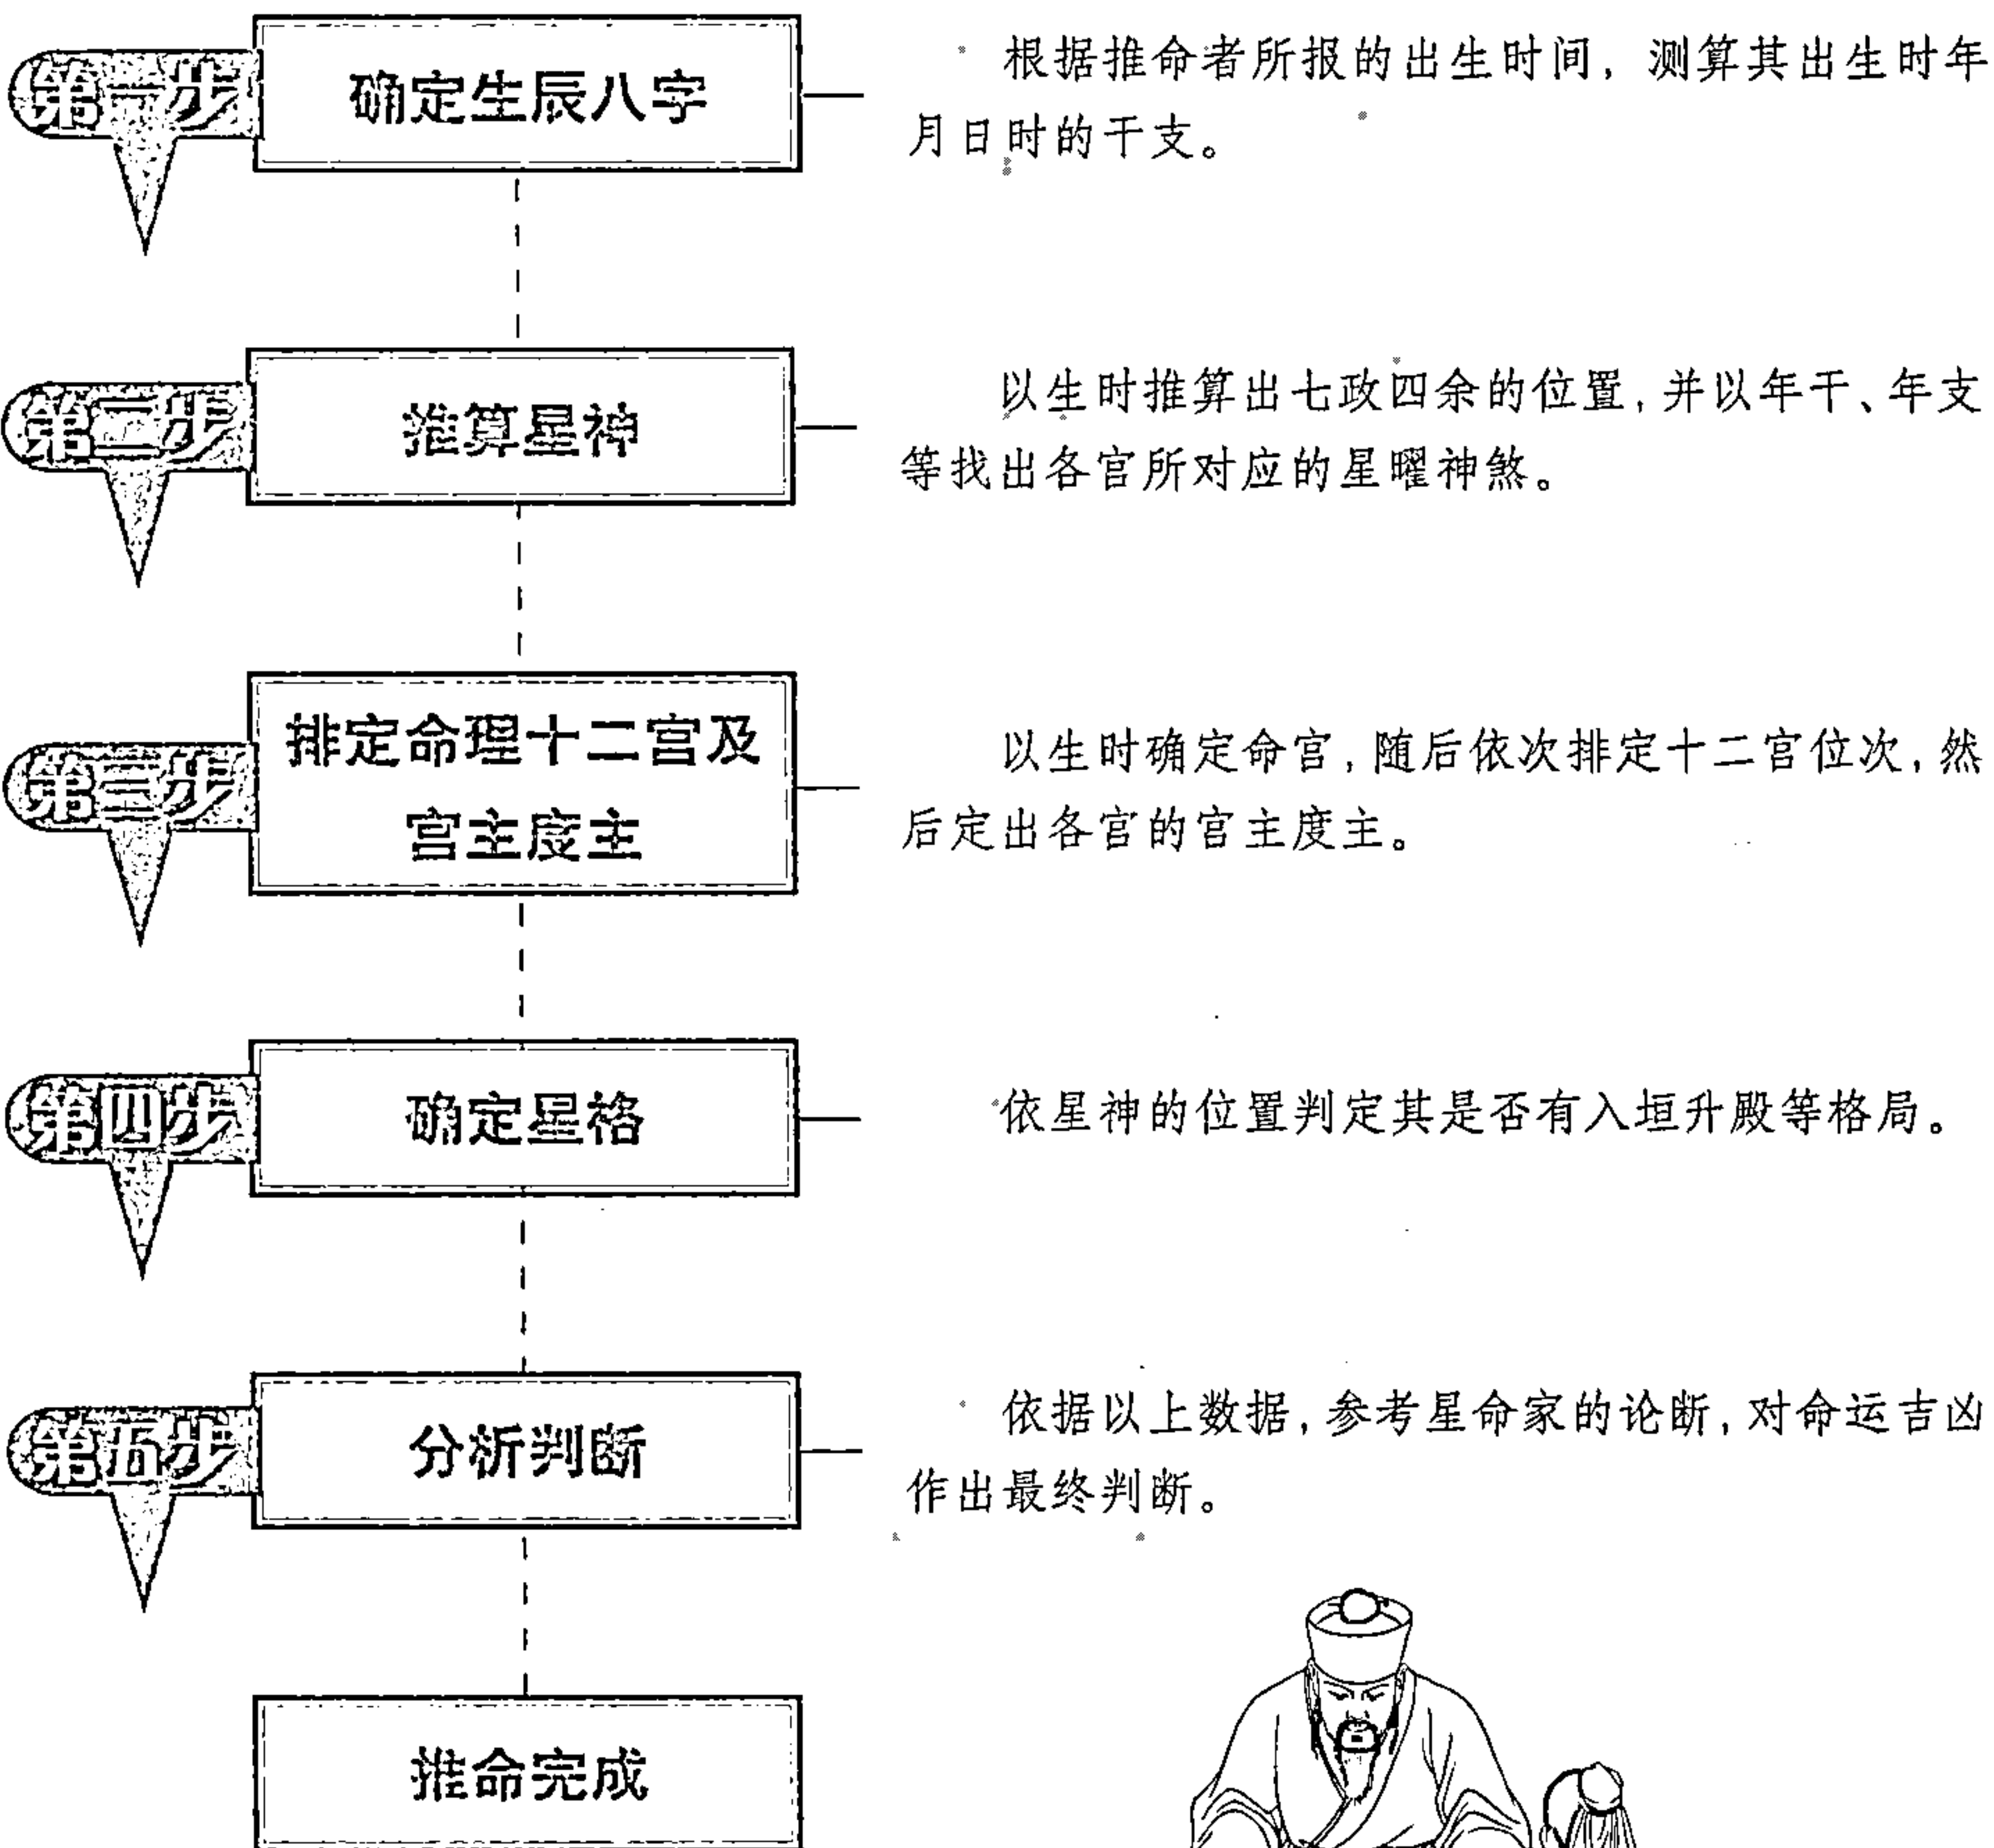 第一步
确定生辰八字
根据推命者所报的出生时间，测算其出生时年
月日时的干支。
第二步
推算星神
以生时推算出七政四余的位置，并以年干、年支
等找出各宫所对应的星曜神煞。
第三步
排定命理十二宫及
宫主度主
以生时确定命宫，随后依次排定十二宫位次，然
后定出各宫的宫主度主。
第四步
确定星格
依星神的位置判定其是否有入垣升殿等格局。
第五步
分析判断
依据以上数据，参考星命家的论断，对命运吉凶
作出最终判断。
推命完成